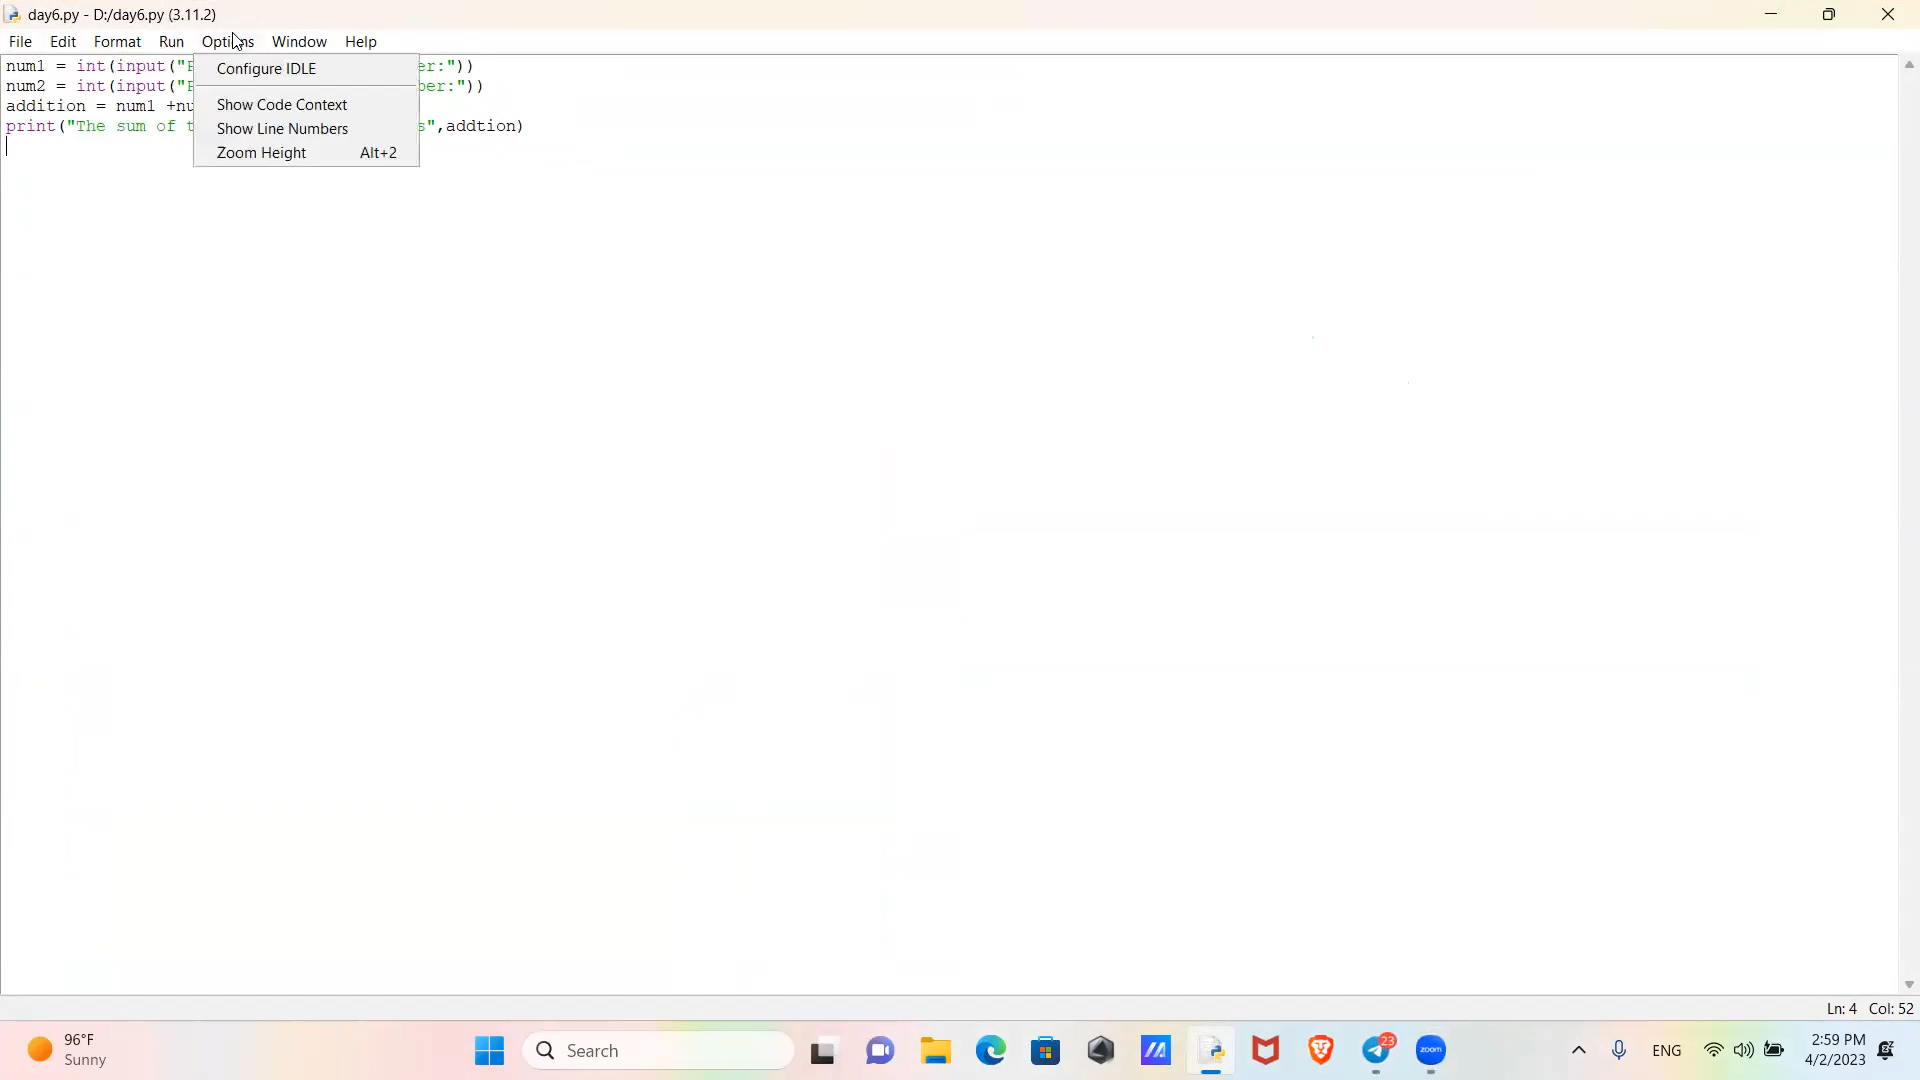 day6.py - D:/day6.py (3.11.2)
File Edit Format Run Options Window Help
num1 = int(input(" er:"))
Configure IDLE
num2 = int(input(" ber:"))
addition = num1 +nu
Show Code Context
print("The sum of t s",addtion)
Show Line Numbers
Zoom Height Alt+2
Ln: 4 Col: 52
96°F
Sunny
Search
23
zoom
ENG
2:59 PM
4/2/2023